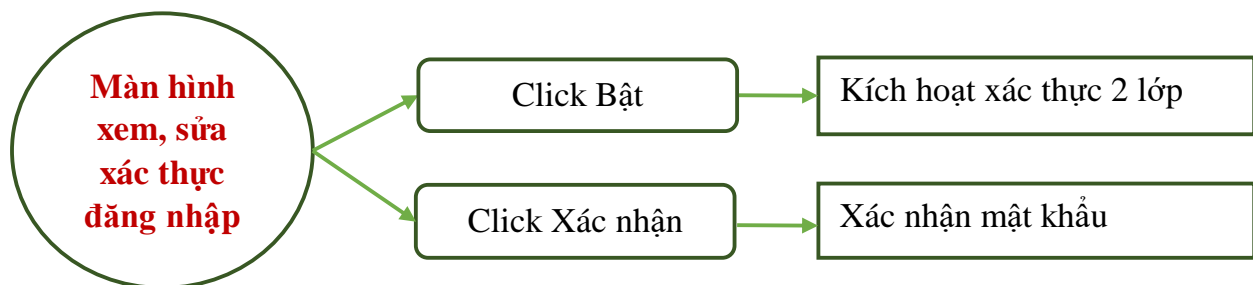 Màn hình
xem, sửa
xác thực
đăng nhập
Click Bật
Kích hoạt xác thực 2 lớp
Click Xác nhận
Xác nhận mật khẩu